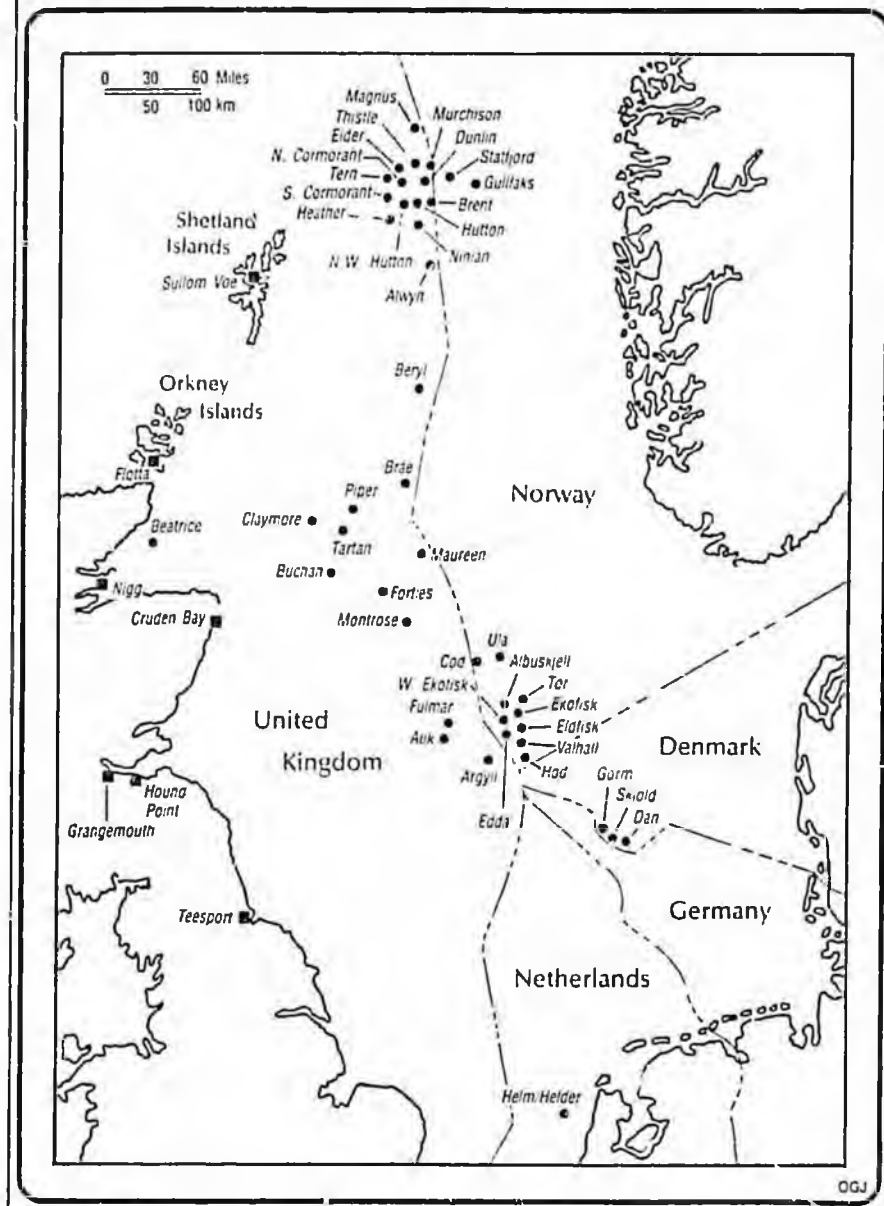 0 30 60 Miles
50 100 km
Magnus
Thistle
Murchison
Eider
Dunlin
N. Cormorant
Statfjord
Tern
Gullfaks
S. Cormorant
Brent
Heather
Hutton
Shetland
Islands
N.W. Hutton
Ninian
Sullom Voe
Alwyn
Beryl
Orkney
Islands
Flotta
Brae
Piper
Norway
Claymore
Beatrice
Tartan
Maureen
Buchan
Nigg
Forties
Cruden Bay
Montrose
Ula
Cod
Albuskjell
W. Ekofisk
Tor
Ekofisk
United
Kingdom
Fulmar
Eldfisk
Auk
Valhall
Denmark
Argyll
Hod
Gorm
Skjold
Dan
Hound
Point
Grangemouth
Edda
Teesport
Germany
Netherlands
Helm/Helder
OGJ